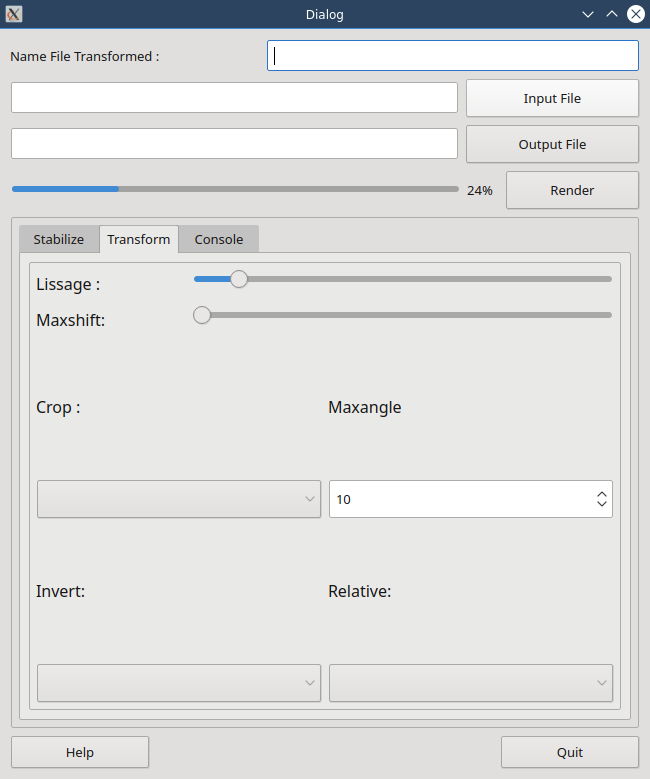 Dialog
Name File Transformed :
Input File
Output File
24%
Render
Stabilize Transform Console
Lissage :
Maxshift:
Crop : Maxangle
10
Invert: Relative:
Help Quit